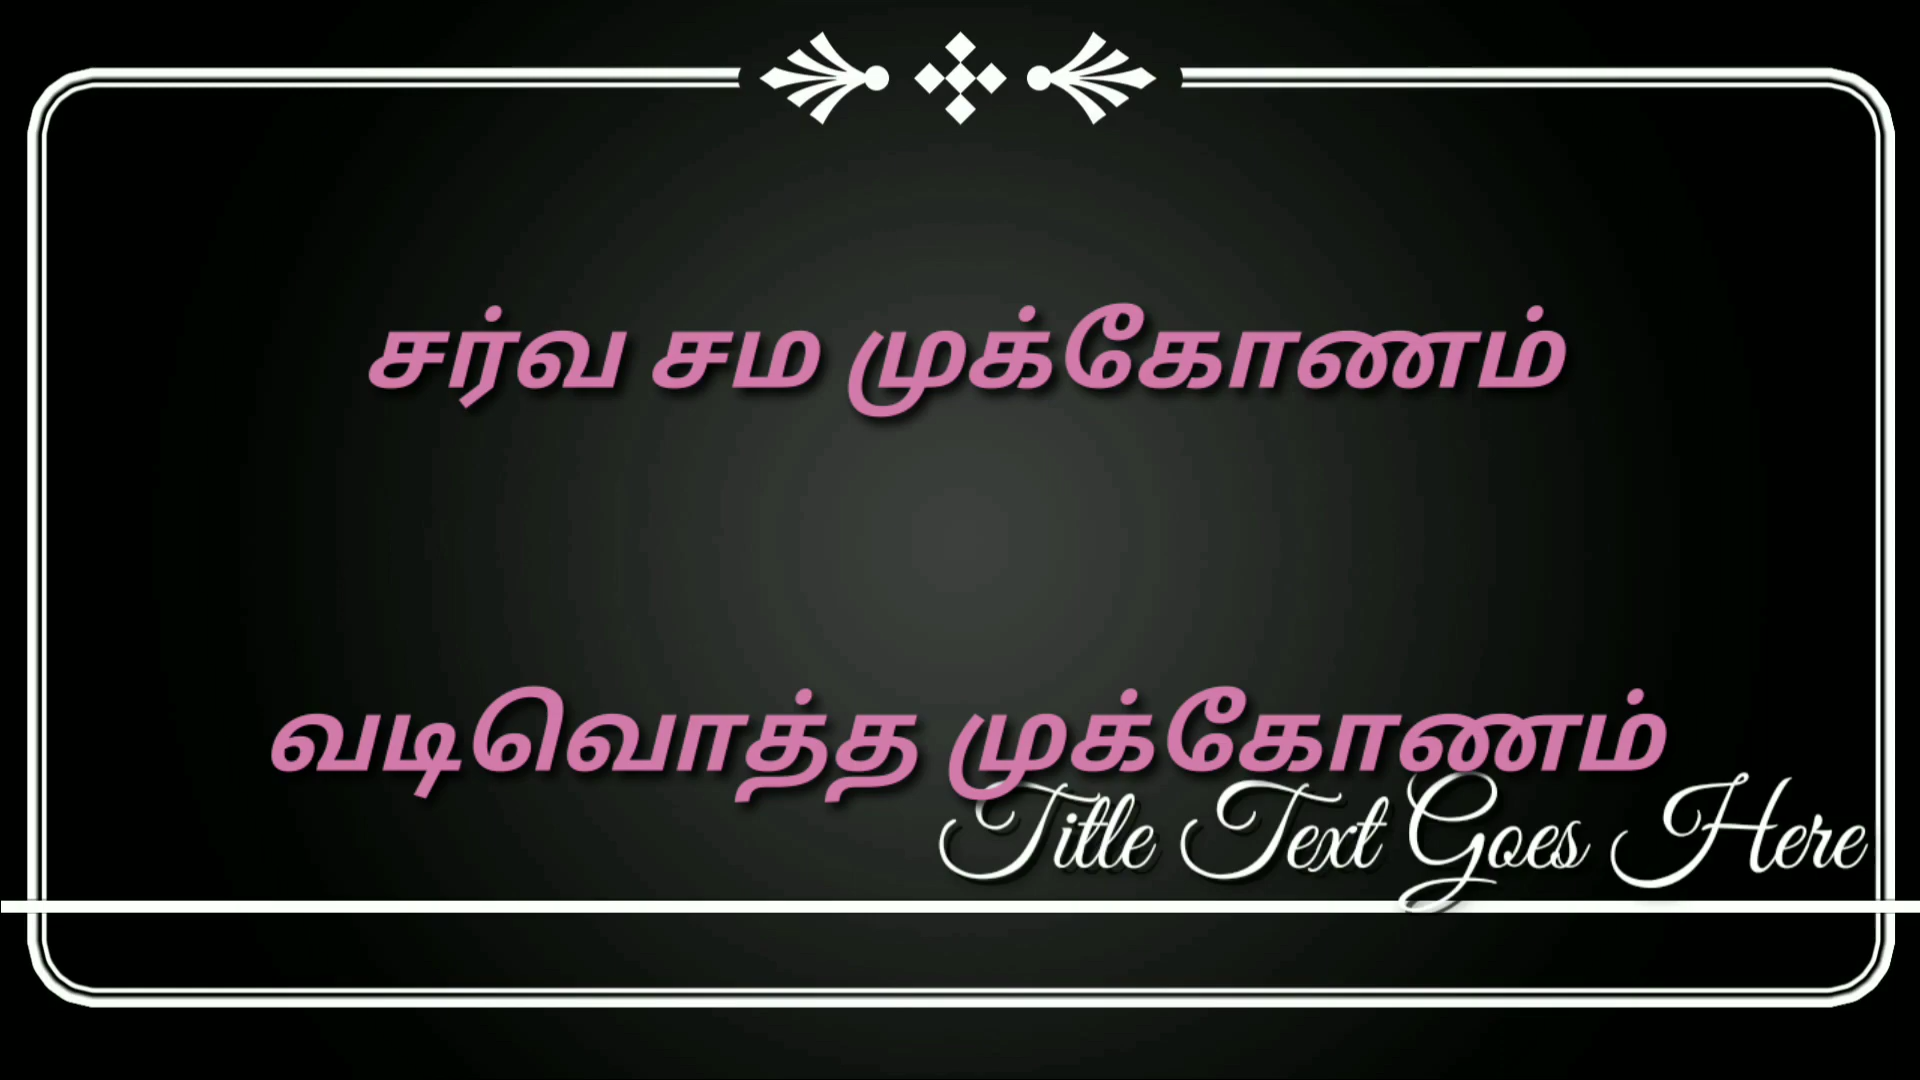 சர்வ சம முக்கோணம்
வடிவொத்த முக்கோணம்
Title Text Goes Here